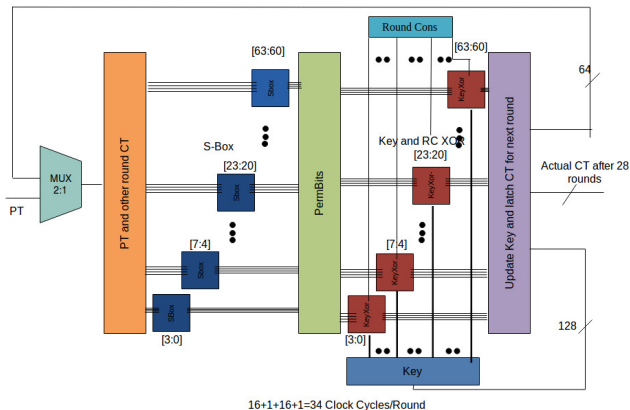 Round Cons
[63:60]
[63:60]
Sbox
KeyXor
64
S-Box
Key and RC XOR
[23:20]
[23:20]
MUX
2:1
PT
PT and other round CT
Sbox
PermBits
KeyXor-
Update Key and latch CT for next round
Actual CT after 28
rounds
[7:4]
[7:4]
Sbox
KeyXor
SBox
KeyXor
[3:0]
[3:0]
128
Key
16+1+16+1=34 Clock Cycles/Round